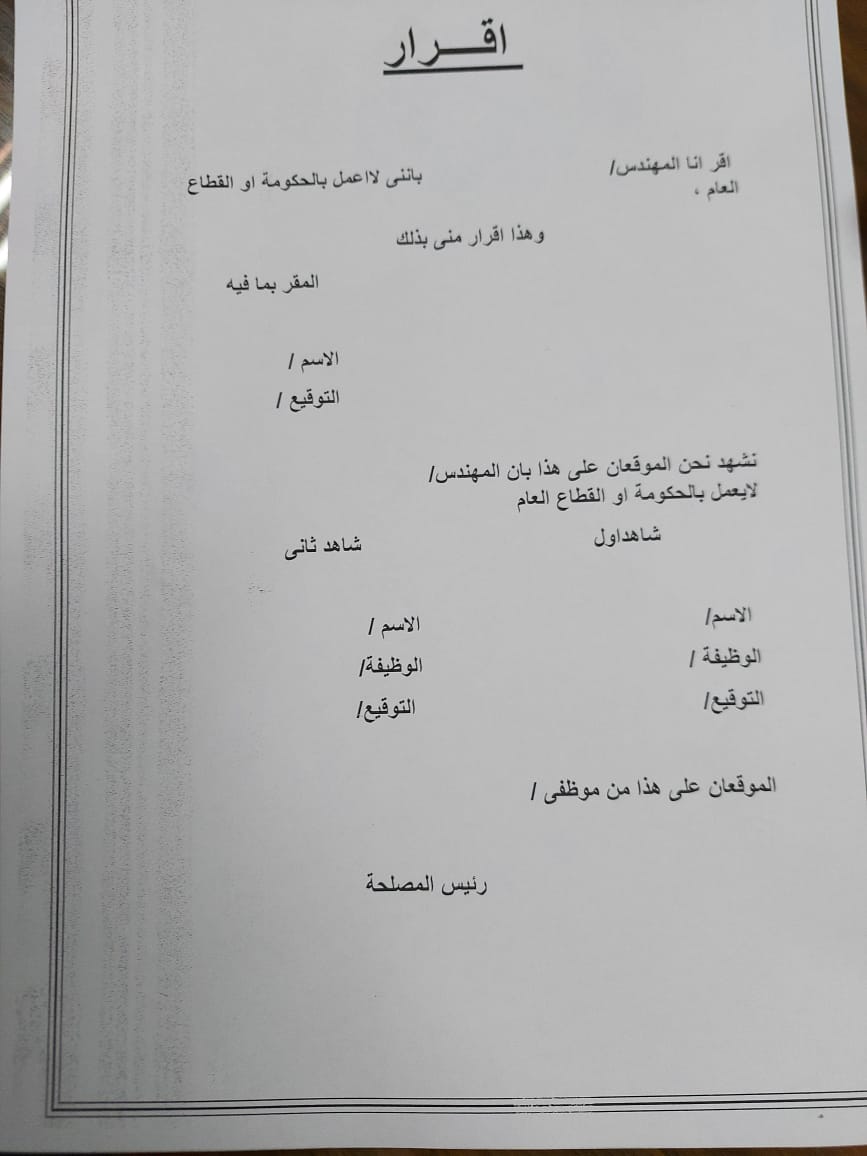 اقـــرار
اقر انا المهندس/ باننى لااعمل بالحكومة او القطاع
العام ،
وهذا اقرار منى بذلك
المقر بما فيه
الاسم /
التوقيع /
نشهد نحن الموقعان على هذا بان المهندس/
لايعمل بالحكومة او القطاع العام
شاهداول شاهد ثانى
الاسم/ الاسم /
الوظيفة / الوظيفة/
التوقيع/ التوقيع/
الموقعان على هذا من موظفى /
رئيس المصلحة